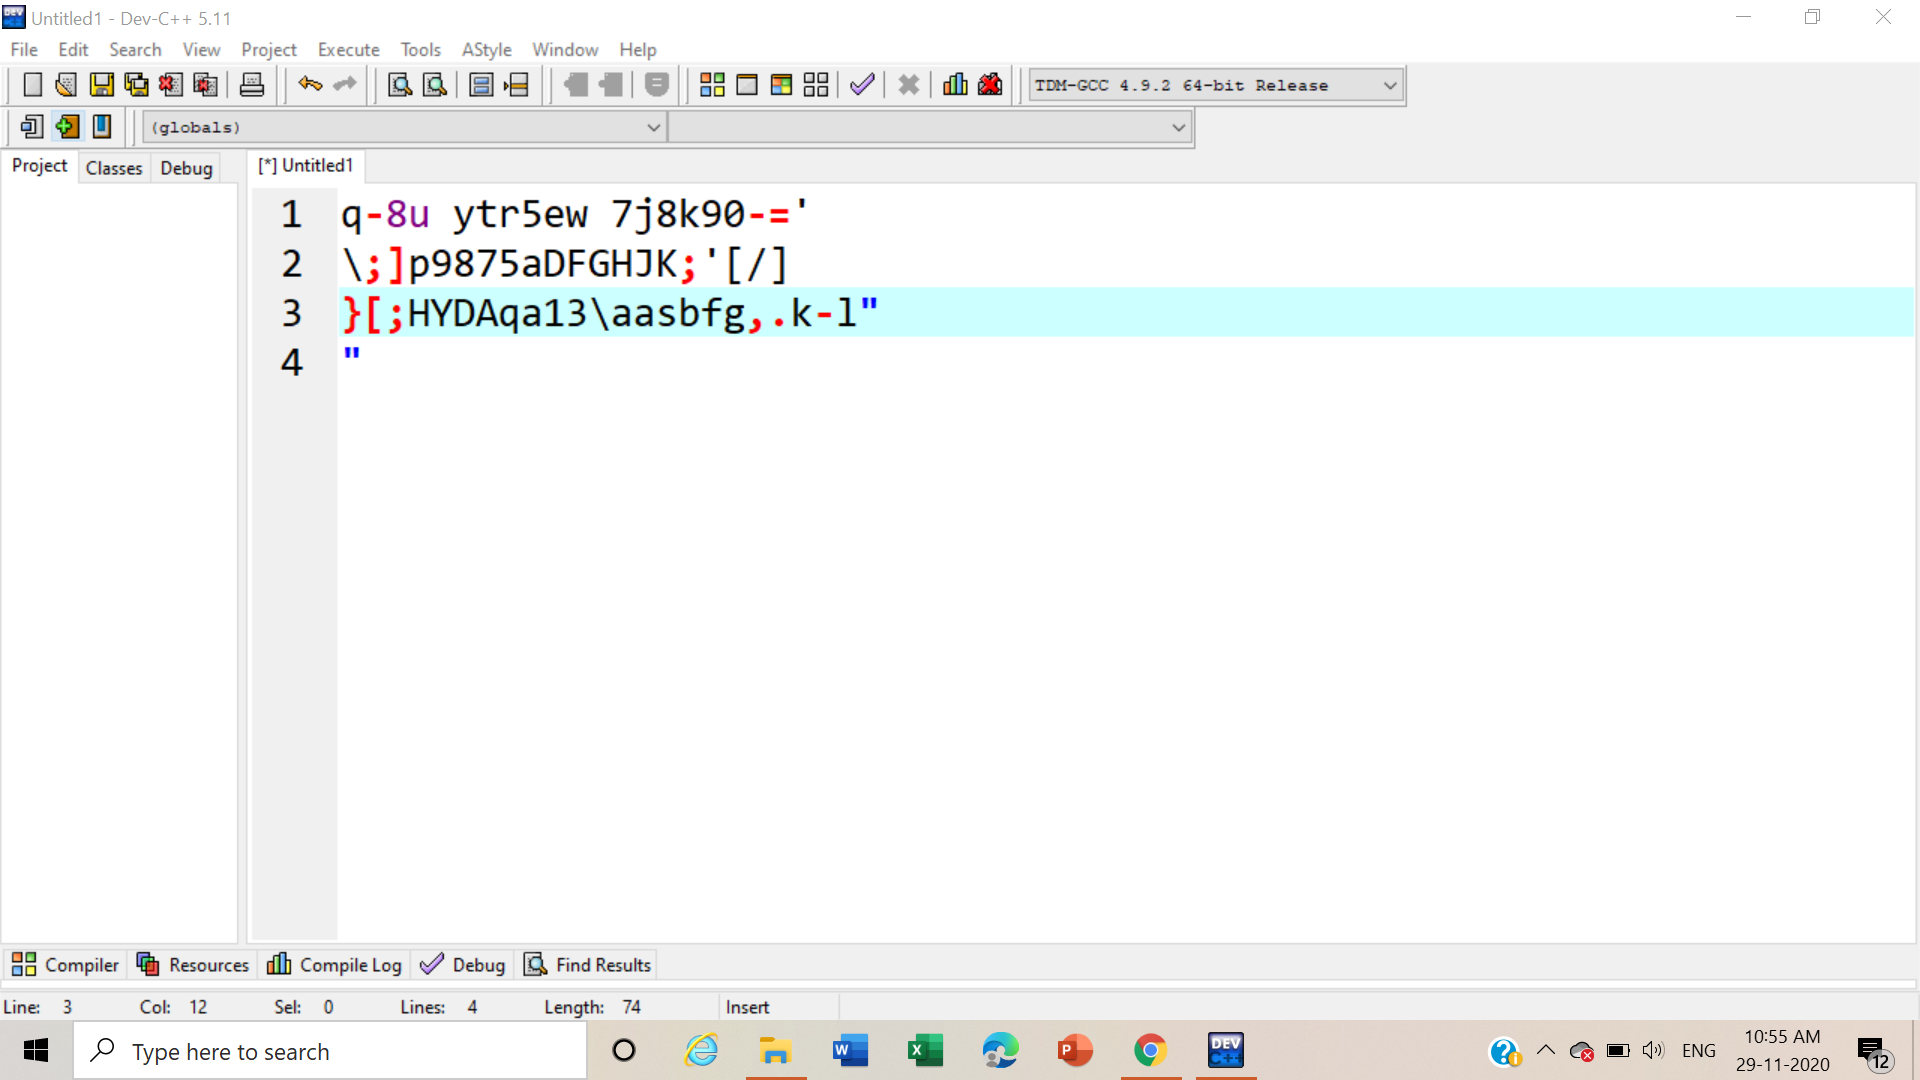 Untitled1 - Dev-C++ 5.11
File Edit Search View Project Execute Tools AStyle Window Help
TDM-GCC 4.9.2 64-bit Release
(globals)
Project Classes Debug [*] Untitled1
1 q-8u ytr5ew 7j8k90-='
2 \;]p9875aDFGHJK;'[/]
3 }[;HYDAqa13\aasbfg,.k-l"
4 "
Compiler Resources Compile Log Debug Find Results
Line: 3 Col: 12 Sel: 0 Lines: 4 Length: 74 Insert
Type here to search
ENG
10:55 AM
29-11-2020
12